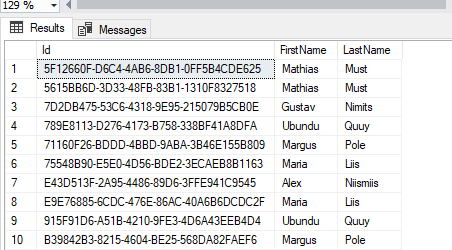 129 %
Results Messages
Id FirstName LastName
1 5F12660F-D6C4-4AB6-8DB1-0FF5B4CDE625 Mathias Must
2 5615BB6D-3D33-48FB-83B1-1310F8327518 Mathias Must
3 7D2DB475-53C6-4318-9E95-215079B5CB0E Gustav Nimits
4 789E8113-D276-4173-B758-338BF41A8DFA Ubundu Quuy
5 71160F26-BDDD-4BBD-9ABA-3B46E155B809 Margus Pole
6 75548B90-E5E0-4D56-BDE2-3ECAEB8B1163 Maria Liis
7 E43D513F-2A95-4486-89D6-3FFE941C9545 Alex Niismiis
8 E9E76885-6CDC-476E-86AC-40A6B6DCDC2F Maria Liis
9 915F91D6-A51B-4210-9FE3-4D6A43EEB4D4 Ubundu Quuy
10 B39842B3-8215-4604-BE25-568DA82FAEF6 Margus Pole